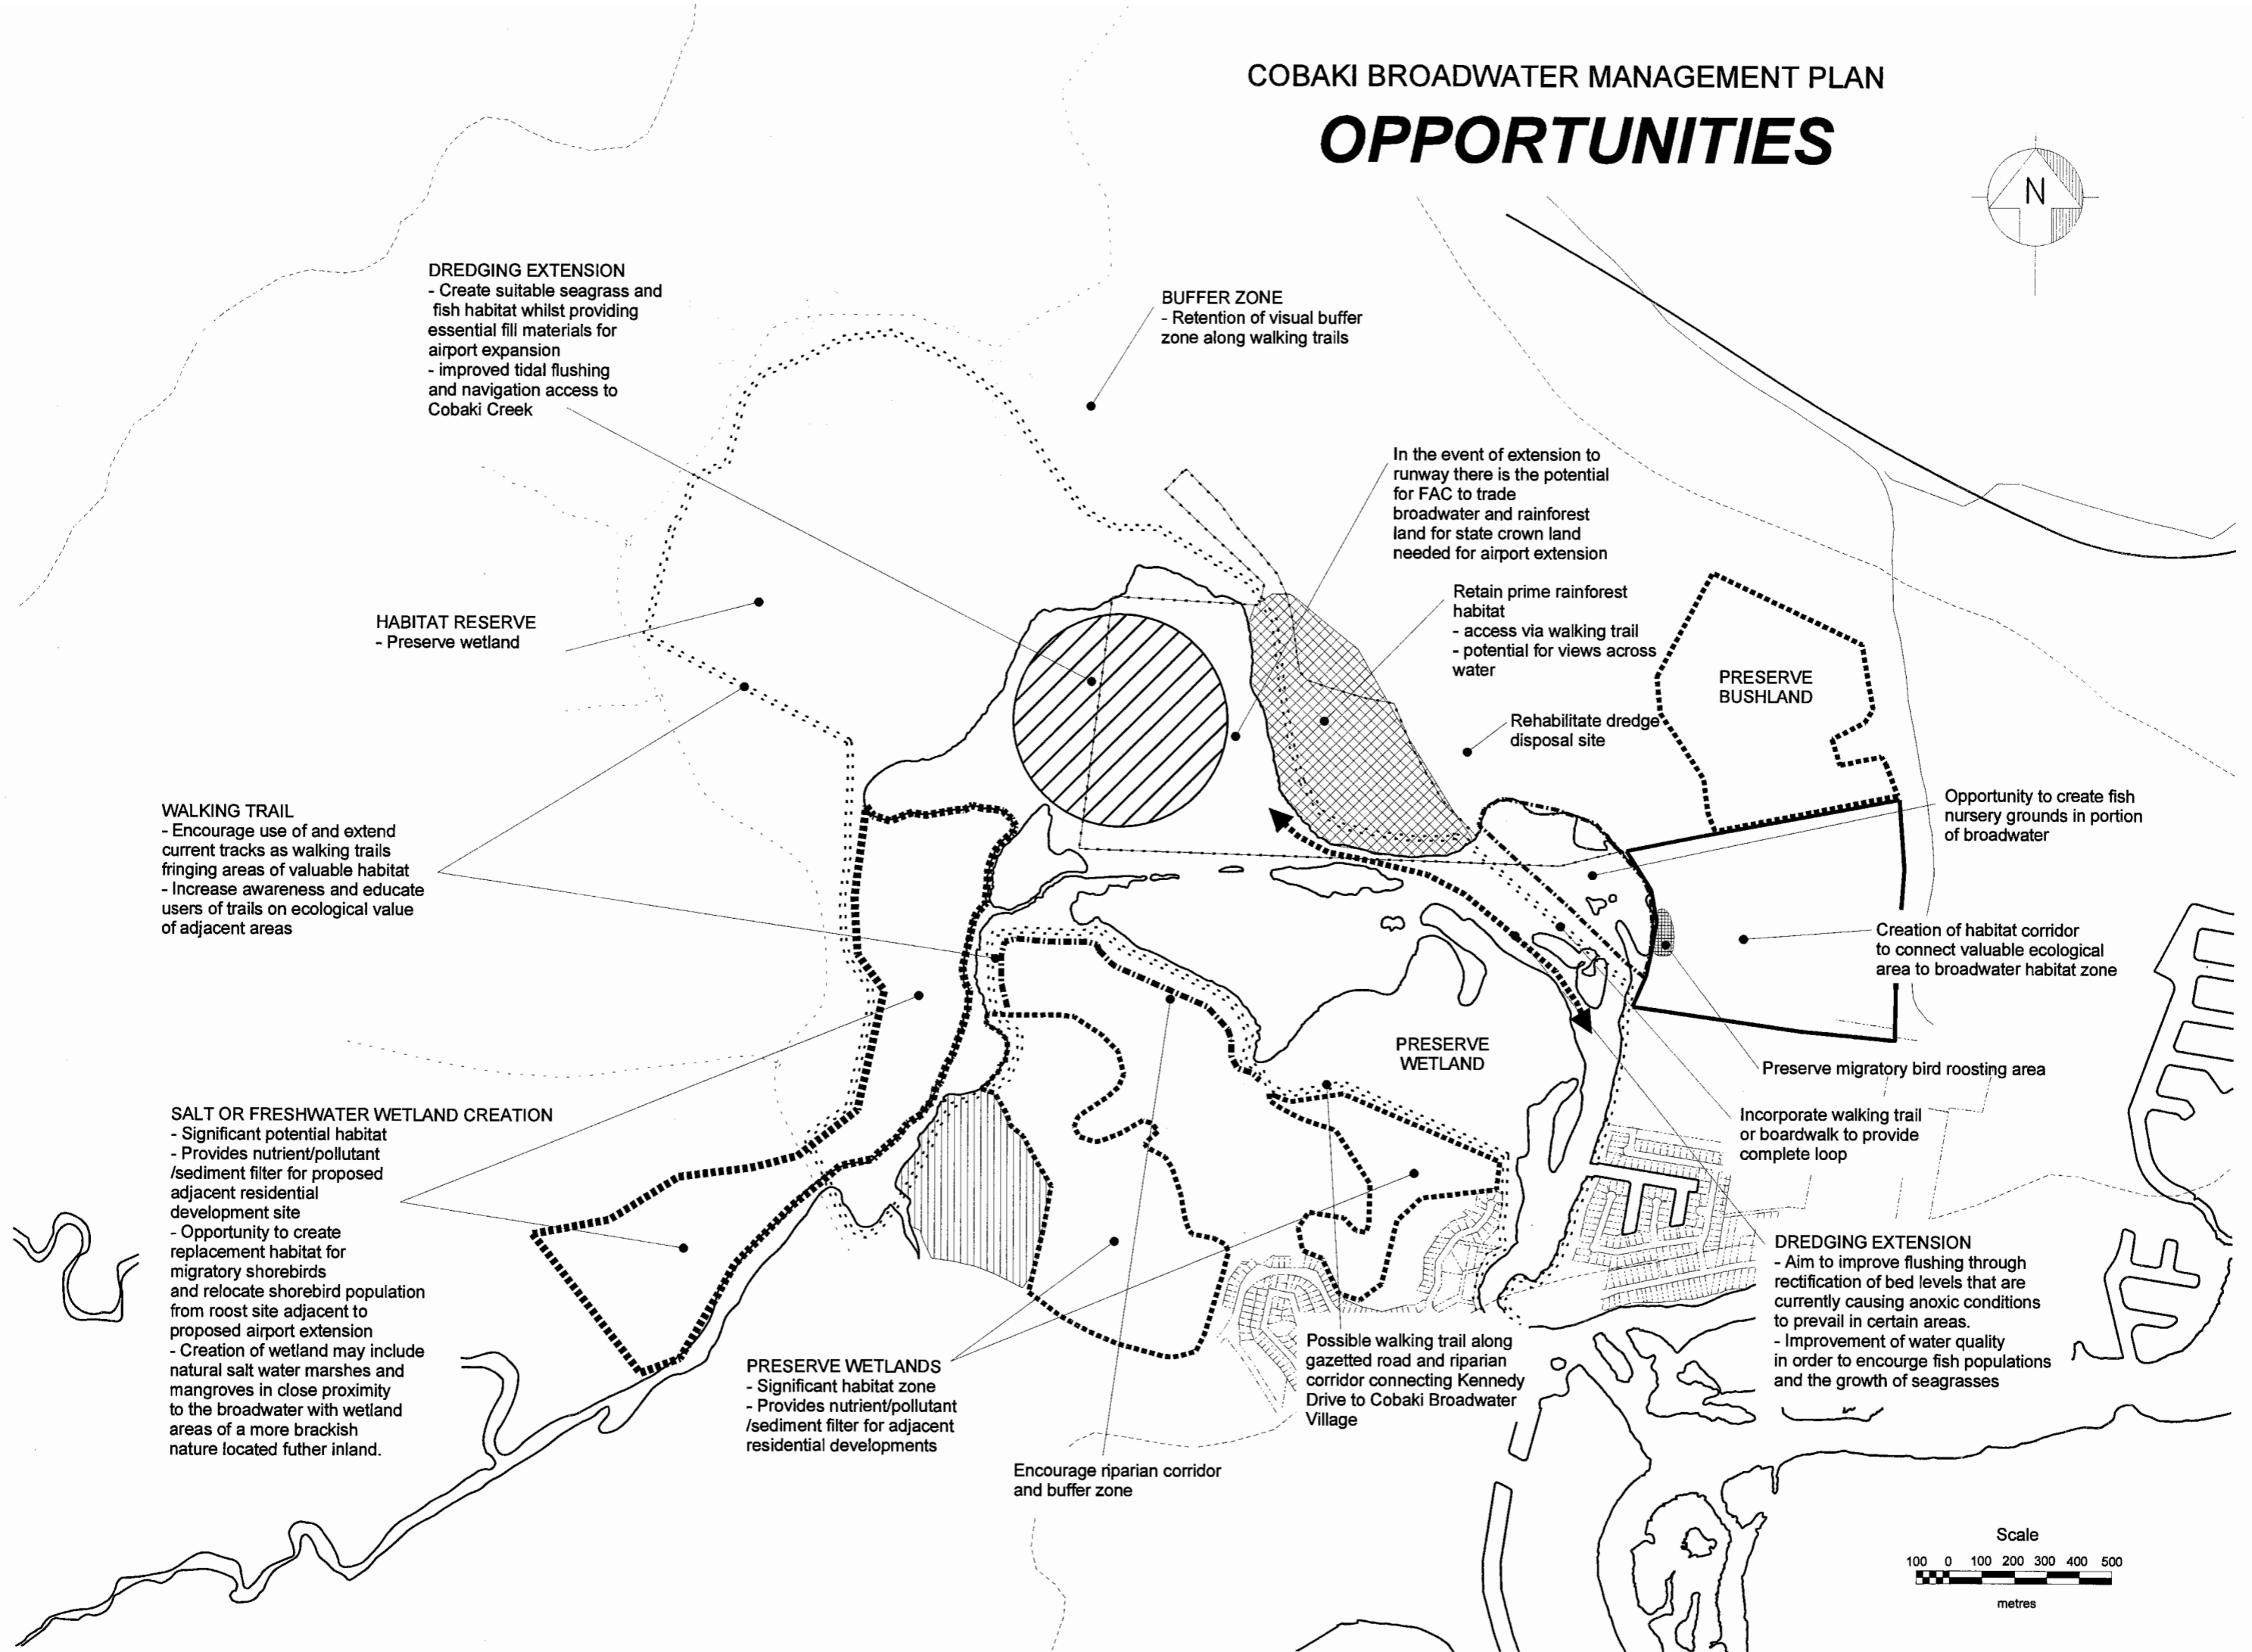 COBAKI BROADWATER MANAGEMENT PLAN
OPPORTUNITIES
N
DREDGING EXTENSION
- Create suitable seagrass and
fish habitat whilst providing
essential fill materials for
airport expansion
- improved tidal flushing
and navigation access to
Cobaki Creek
BUFFER ZONE
- Retention of visual buffer
zone along walking trails
In the event of extension to
runway there is the potential
for FAC to trade
broadwater and rainforest
land for state crown land
needed for airport extension
HABITAT RESERVE
- Preserve wetland
Retain prime rainforest
habitat
- access via walking trail
- potential for views across
water
PRESERVE
BUSHLAND
Rehabilitate dredge
disposal site
WALKING TRAIL
- Encourage use of and extend
current tracks as walking trails
fringing areas of valuable habitat
- Increase awareness and educate
users of trails on ecological value
of adjacent areas
Opportunity to create fish
nursery grounds in portion
of broadwater
Creation of habitat corridor
to connect valuable ecological
area to broadwater habitat zone
PRESERVE
WETLAND
Preserve migratory bird roosting area
SALT OR FRESHWATER WETLAND CREATION
- Significant potential habitat
- Provides nutrient/pollutant
/sediment filter for proposed
adjacent residential
development site
- Opportunity to create
replacement habitat for
migratory shorebirds
and relocate shorebird population
from roost site adjacent to
proposed airport extension
- Creation of wetland may include
natural salt water marshes and
mangroves in close proximity
to the broadwater with wetland
areas of a more brackish
nature located futher inland.
Incorporate walking trail
or boardwalk to provide
complete loop
DREDGING EXTENSION
- Aim to improve flushing through
rectification of bed levels that are
currently causing anoxic conditions
to prevail in certain areas.
- Improvement of water quality
in order to encourge fish populations
and the growth of seagrasses
PRESERVE WETLANDS
- Significant habitat zone
- Provides nutrient/pollutant
/sediment filter for adjacent
residential developments
Possible walking trail along
gazetted road and riparian
corridor connecting Kennedy
Drive to Cobaki Broadwater
Village
Encourage riparian corridor
and buffer zone
Scale
100 0 100 200 300 400 500
metres